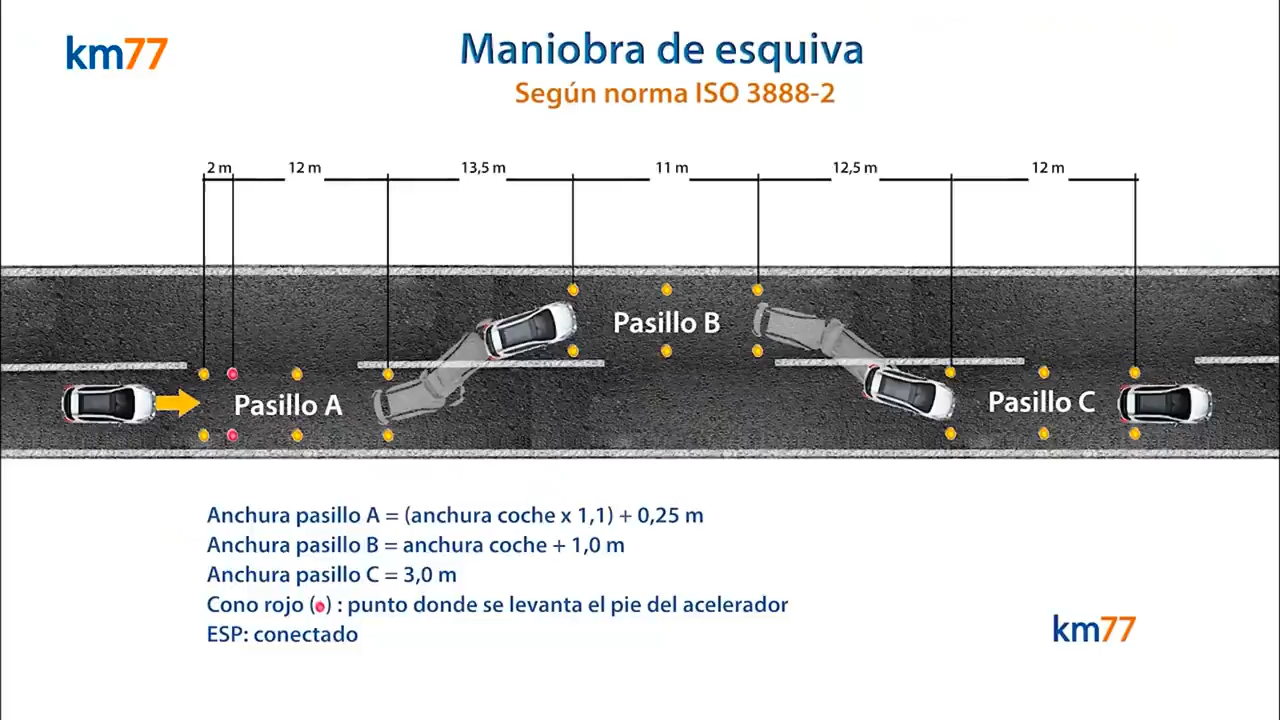 km77
Maniobra de esquiva
Según norma ISO 3888-2
2 m 12 m 13,5 m 11 m 12,5 m 12 m
Pasillo B
Pasillo A
Pasillo C
Anchura pasillo A = (anchura coche x 1,1) + 0,25 m
Anchura pasillo B = anchura coche + 1,0 m
Anchura pasillo C = 3,0 m
Cono rojo ( ) : punto donde se levanta el pie del acelerador
ESP: conectado
km77